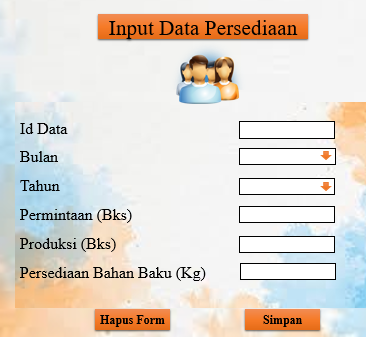 Input Data Persediaan
Id Data
Bulan
Tahun
Permintaan (Bks)
Produksi (Bks)
Persediaan Bahan Baku (Kg)
Hapus Form
Simpan